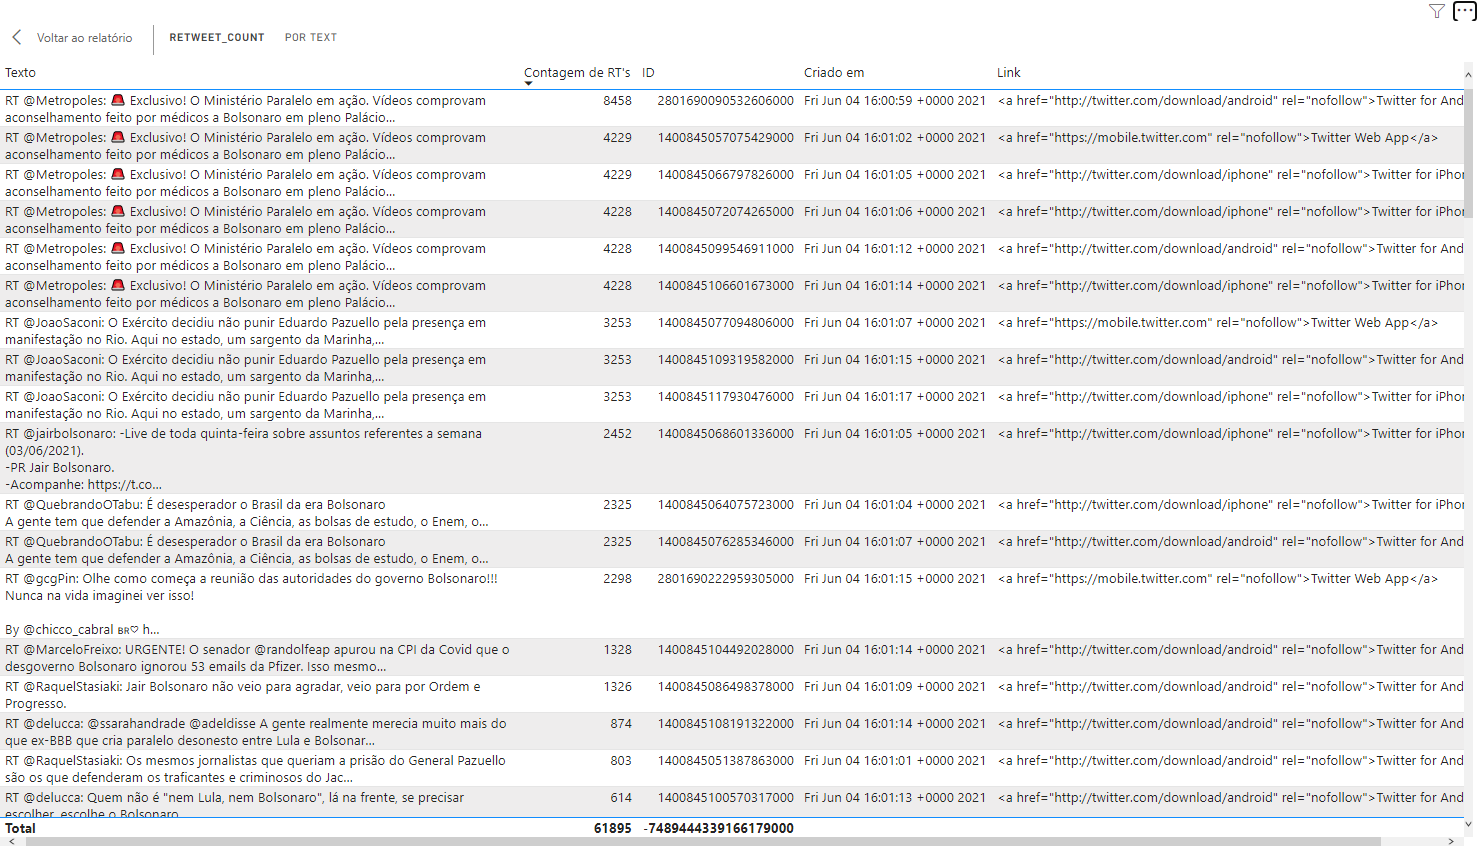 Voltar ao relatório RETWEET_COUNT POR TEXT
Texto Contagem de RT's ID Criado em Link
RT @Metropoles: 🚨 Exclusivo! O Ministério Paralelo em ação. Vídeos comprovam 8458 2801690090532606000 Fri Jun 04 16:00:59 +0000 2021 <a href="http://twitter.com/download/android" rel="nofollow">Twitter for And
aconselhamento feito por médicos a Bolsonaro em pleno Palácio...
RT @Metropoles: 🚨 Exclusivo! O Ministério Paralelo em ação. Vídeos comprovam 4229 1400845057075429000 Fri Jun 04 16:01:02 +0000 2021 <a href="https://mobile.twitter.com" rel="nofollow">Twitter Web App</a>
aconselhamento feito por médicos a Bolsonaro em pleno Palácio...
RT @Metropoles: 🚨 Exclusivo! O Ministério Paralelo em ação. Vídeos comprovam 4229 1400845066797826000 Fri Jun 04 16:01:05 +0000 2021 <a href="http://twitter.com/download/iphone" rel="nofollow">Twitter for iPhon
aconselhamento feito por médicos a Bolsonaro em pleno Palácio...
RT @Metropoles: 🚨 Exclusivo! O Ministério Paralelo em ação. Vídeos comprovam 4228 1400845072074265000 Fri Jun 04 16:01:06 +0000 2021 <a href="http://twitter.com/download/iphone" rel="nofollow">Twitter for iPhon
aconselhamento feito por médicos a Bolsonaro em pleno Palácio...
RT @Metropoles: 🚨 Exclusivo! O Ministério Paralelo em ação. Vídeos comprovam 4228 1400845099546911000 Fri Jun 04 16:01:12 +0000 2021 <a href="http://twitter.com/download/android" rel="nofollow">Twitter for And
aconselhamento feito por médicos a Bolsonaro em pleno Palácio...
RT @Metropoles: 🚨 Exclusivo! O Ministério Paralelo em ação. Vídeos comprovam 4228 1400845106601673000 Fri Jun 04 16:01:14 +0000 2021 <a href="http://twitter.com/download/iphone" rel="nofollow">Twitter for iPhon
aconselhamento feito por médicos a Bolsonaro em pleno Palácio...
RT @JoaoSaconi: O Exército decidiu não punir Eduardo Pazuello pela presença em 3253 1400845077094806000 Fri Jun 04 16:01:07 +0000 2021 <a href="https://mobile.twitter.com" rel="nofollow">Twitter Web App</a>
manifestação no Rio. Aqui no estado, um sargento da Marinha,...
RT @JoaoSaconi: O Exército decidiu não punir Eduardo Pazuello pela presença em 3253 1400845109319582000 Fri Jun 04 16:01:15 +0000 2021 <a href="http://twitter.com/download/android" rel="nofollow">Twitter for And
manifestação no Rio. Aqui no estado, um sargento da Marinha,...
RT @JoaoSaconi: O Exército decidiu não punir Eduardo Pazuello pela presença em 3253 1400845117930476000 Fri Jun 04 16:01:17 +0000 2021 <a href="http://twitter.com/download/android" rel="nofollow">Twitter for And
manifestação no Rio. Aqui no estado, um sargento da Marinha,...
RT @jairbolsonaro: -Live de toda quinta-feira sobre assuntos referentes a semana 2452 1400845068601336000 Fri Jun 04 16:01:05 +0000 2021 <a href="http://twitter.com/download/iphone" rel="nofollow">Twitter for iPhon
(03/06/2021).
-PR Jair Bolsonaro.
-Acompanhe: https://t.co...
RT @QuebrandoOTabu: É desesperador o Brasil da era Bolsonaro 2325 1400845064075723000 Fri Jun 04 16:01:04 +0000 2021 <a href="http://twitter.com/download/iphone" rel="nofollow">Twitter for iPhon
A gente tem que defender a Amazônia, a Ciência, as bolsas de estudo, o Enem, o...
RT @QuebrandoOTabu: É desesperador o Brasil da era Bolsonaro 2325 1400845076285346000 Fri Jun 04 16:01:07 +0000 2021 <a href="http://twitter.com/download/android" rel="nofollow">Twitter for And
A gente tem que defender a Amazônia, a Ciência, as bolsas de estudo, o Enem, o...
RT @gcgPin: Olhe como começa a reunião das autoridades do governo Bolsonaro!!! 2298 2801690222959305000 Fri Jun 04 16:01:15 +0000 2021 <a href="https://mobile.twitter.com" rel="nofollow">Twitter Web App</a>
Nunca na vida imaginei ver isso!
By @chicco_cabral ʙʀ♡ h...
RT @MarceloFreixo: URGENTE! O senador @randolfeap apurou na CPI da Covid que o 1328 1400845104492028000 Fri Jun 04 16:01:14 +0000 2021 <a href="http://twitter.com/download/android" rel="nofollow">Twitter for And
desgoverno Bolsonaro ignorou 53 emails da Pfizer. Isso mesmo...
RT @RaquelStasiaki: Jair Bolsonaro não veio para agradar, veio para por Ordem e 1326 1400845086498378000 Fri Jun 04 16:01:09 +0000 2021 <a href="http://twitter.com/download/android" rel="nofollow">Twitter for And
Progresso.
RT @delucca: @ssarahandrade @adeldisse A gente realmente merecia muito mais do 874 1400845108191322000 Fri Jun 04 16:01:14 +0000 2021 <a href="http://twitter.com/download/android" rel="nofollow">Twitter for And
que ex-BBB que cria paralelo desonesto entre Lula e Bolsonar...
RT @RaquelStasiaki: Os mesmos jornalistas que queriam a prisão do General Pazuello 803 1400845051387863000 Fri Jun 04 16:01:01 +0000 2021 <a href="http://twitter.com/download/android" rel="nofollow">Twitter for And
são os que defenderam os traficantes e criminosos do Jac...
RT @delucca: Quem não é "nem Lula, nem Bolsonaro", lá na frente, se precisar 614 1400845100570317000 Fri Jun 04 16:01:13 +0000 2021 <a href="http://twitter.com/download/android" rel="nofollow">Twitter for And
escolher, escolhe o Bolsonaro
Total 61895 -7489444339166179000